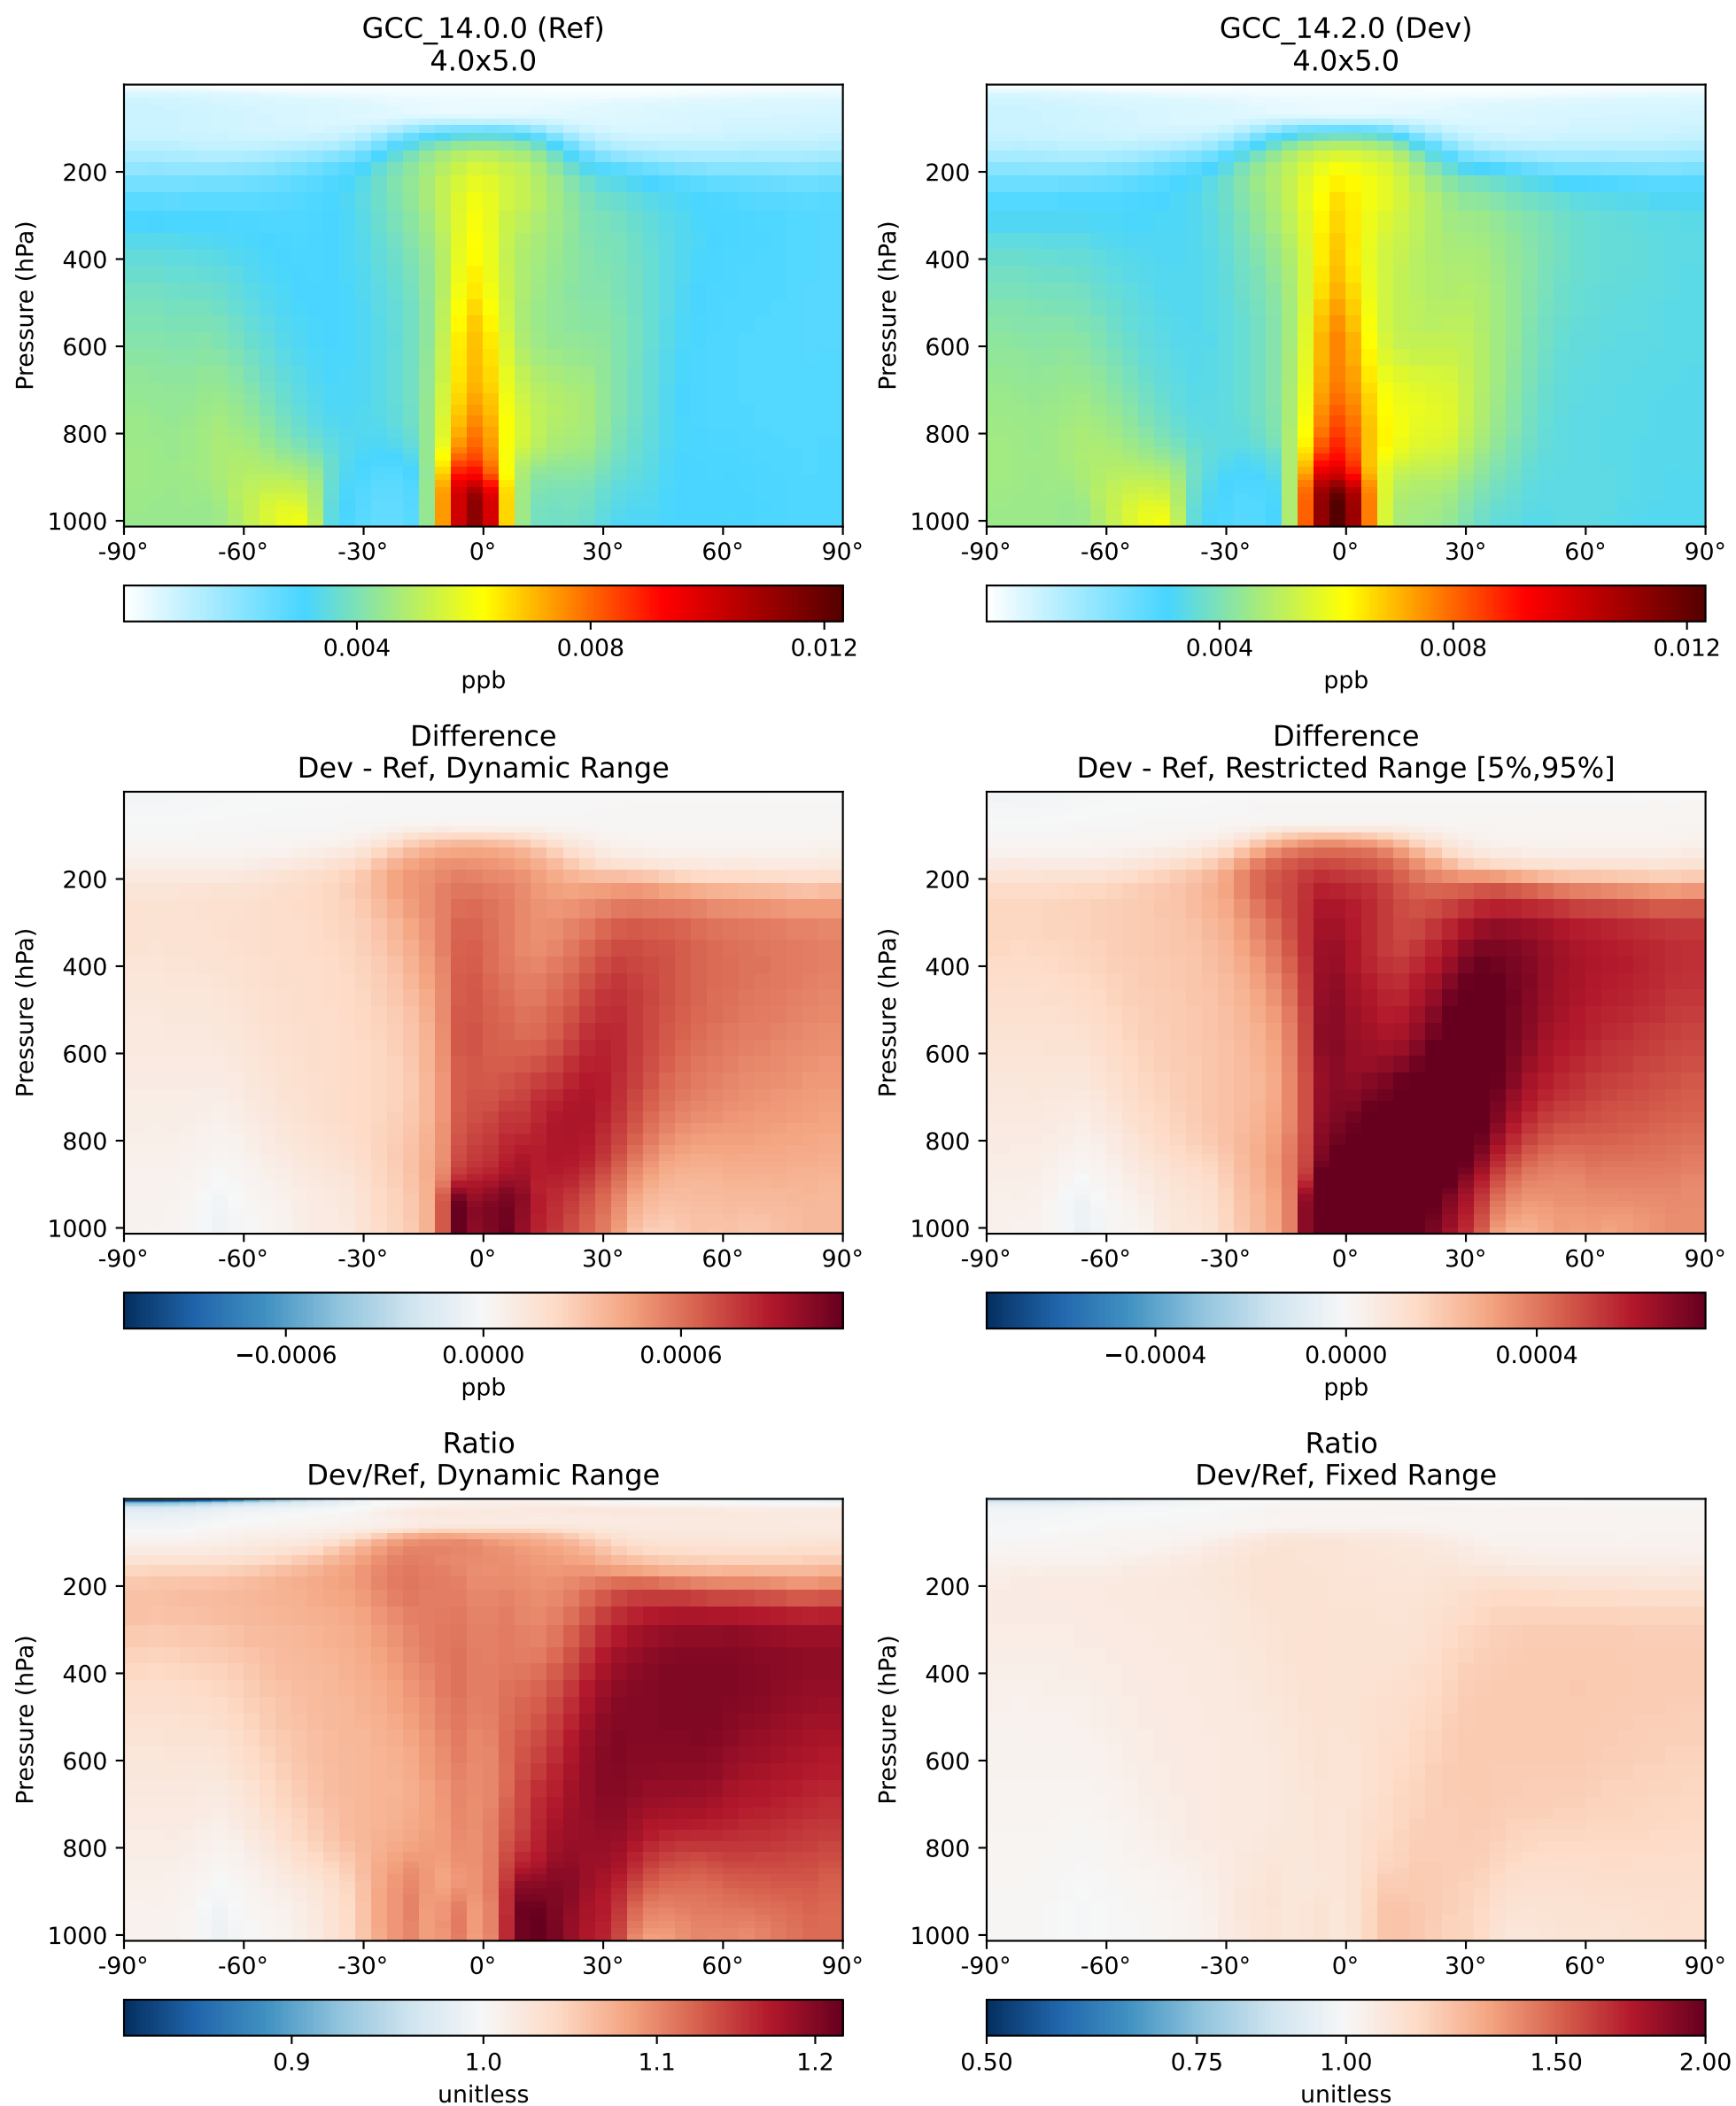 GCC_14.0.0 (Ref)
4.0x5.0
Pressure (hPa)
200
400
600
800
1000
-90° -60° -30° 0° 30° 60° 90°
0.004 0.008 0.012
ppb
GCC_14.2.0 (Dev)
4.0x5.0
Pressure (hPa)
200
400
600
800
1000
-90° -60° -30° 0° 30° 60° 90°
0.004 0.008 0.012
ppb
Difference
Dev - Ref, Dynamic Range
Pressure (hPa)
200
400
600
800
1000
-90° -60° -30° 0° 30° 60° 90°
−0.0006 0.0000 0.0006
ppb
Difference
Dev - Ref, Restricted Range [5%,95%]
Pressure (hPa)
200
400
600
800
1000
-90° -60° -30° 0° 30° 60° 90°
−0.0004 0.0000 0.0004
ppb
Ratio
Dev/Ref, Dynamic Range
Pressure (hPa)
200
400
600
800
1000
-90° -60° -30° 0° 30° 60° 90°
0.9 1.0 1.1 1.2
unitless
Ratio
Dev/Ref, Fixed Range
Pressure (hPa)
200
400
600
800
1000
-90° -60° -30° 0° 30° 60° 90°
0.50 0.75 1.00 1.50 2.00
unitless